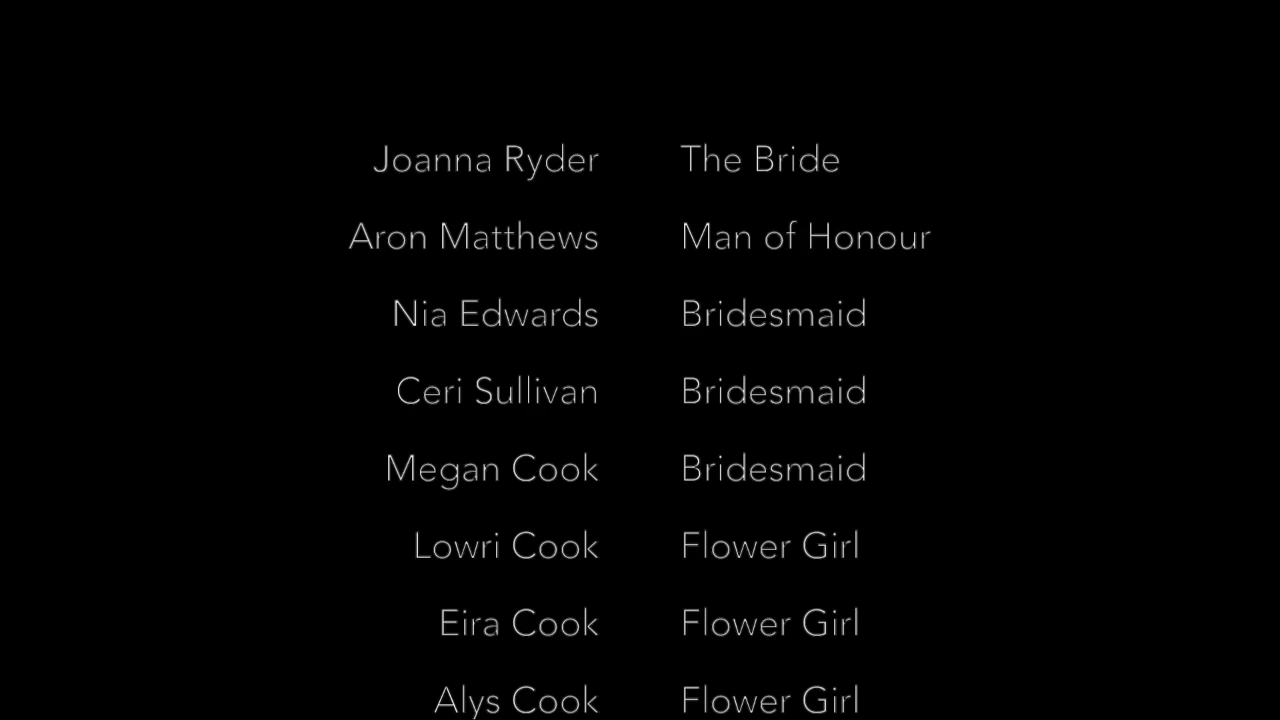 Joanna Ryder The Bride
Aron Matthews Man of Honour
Nia Edwards Bridesmaid
Ceri Sullivan Bridesmaid
Megan Cook Bridesmaid
Lowri Cook Flower Girl
Eira Cook Flower Girl
Alys Cook Flower Girl